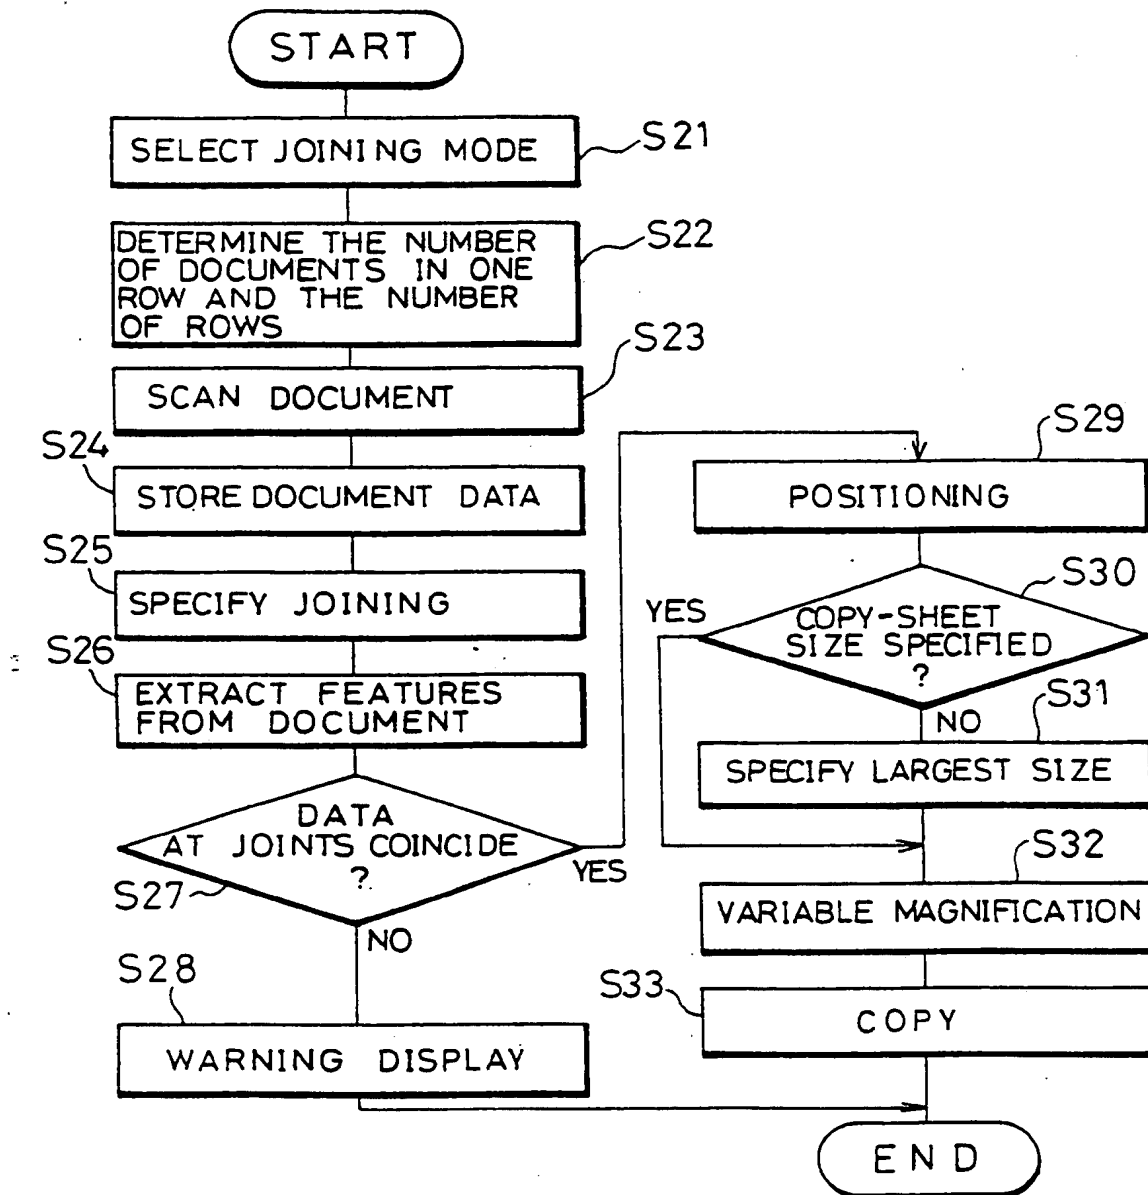 START
SELECT JOINING MODE
S21
DETERMINE THE NUMBER
OF DOCUMENTS IN ONE
ROW AND THE NUMBER
OF ROWS
S22
SCAN DOCUMENT
S23
S24
STORE DOCUMENT DATA
S25
SPECIFY JOINING
S26
EXTRACT FEATURES
FROM DOCUMENT
DATA
AT JOINTS COINCIDE
?
YES
S27
NO
S28
WARNING DISPLAY
S29
POSITIONING
S30
YES
COPY-SHEET
SIZE SPECIFIED
?
NO
S31
SPECIFY LARGEST SIZE
S32
VARIABLE MAGNIFICATION
S33
COPY
END